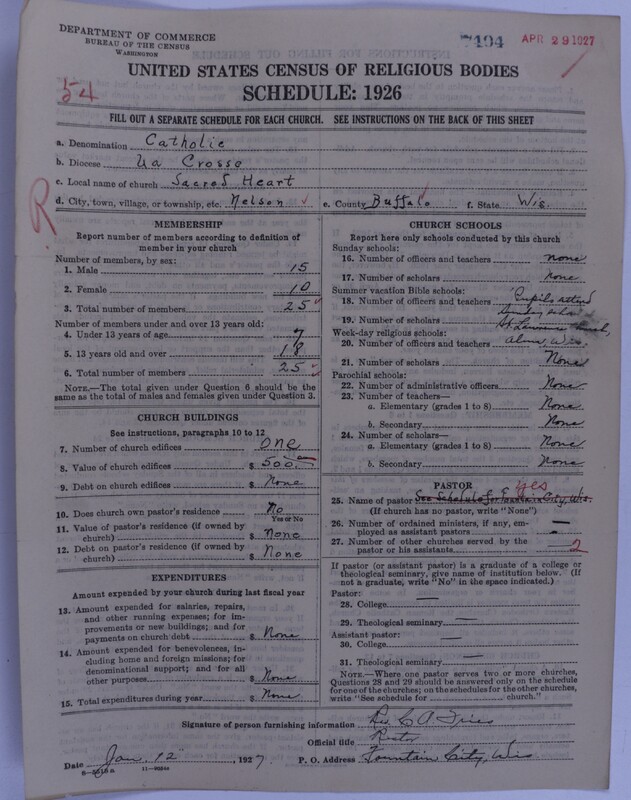 DEPARTMENT OF COMMERCE
BUREAU OF THE CENSUS
WASHINGTON
7494 APR 29 1927
UNITED STATES CENSUS OF RELIGIOUS BODIES
54
SCHEDULE: 1926
FILL OUT A SEPARATE SCHEDULE FOR EACH CHURCH. SEE INSTRUCTIONS ON THE BACK OF THIS SHEET
a. Denomination Catholic
b. Diocese La Crosse
c. Local name of church Sacred Heart
d. City, town, village, or township, etc. Nelson e. County Buffalo f. State Wis.
R
MEMBERSHIP
Report number of members according to definition of
member in your church
Number of members, by sex:
1. Male 15
2. Female 10
3. Total number of members 25
Number of members under and over 13 years old:
4. Under 13 years of age 7
5. 13 years old and over 18
6. Total number of members 25
NOTE.—The total given under Question 6 should be
same as the total of males and females given under Question 3.
CHURCH BUILDINGS
See instructions, paragraphs 10 to 12
7. Number of church edifices One
8. Value of church edifices $ 500.
9. Debt on church edifices $ None
10. Does church own pastor's residence No
Yes or No
11. Value of pastor's residence (if owned by
church) $ None
12. Debt on pastor's residence (if owned by
church) $ None
EXPENDITURES
Amount expended by your church during last fiscal year
13. Amount expended for salaries, repairs,
and other running expenses; for im-
provements or new buildings; and for
payments on church debt $ None
14. Amount expended for benevolences, in-
cluding home and foreign missions; for
denominational support; and for all
other purposes $ None
15. Total expenditures during year $ None
CHURCH SCHOOLS
Report here only schools conducted by this church
Sunday schools:
16. Number of officers and teachers None
17. Number of scholars None
Summer vacation Bible schools:
18. Number of officers and teachers Pupils attend
Sunday school
19. Number of scholars St Lawrence Church,
Week-day religious schools:
20. Number of officers and teachers Alma Wis.
21. Number of scholars None
Parochial schools:
22. Number of administrative officers None
23. Number of teachers—
a. Elementary (grades 1 to 8) None
b. Secondary None
24. Number of scholars—
a. Elementary (grades 1 to 8) None
b. Secondary None
PASTOR yes
25. Name of pastor See Schedule for Fountain City, Wis.
(If church has no pastor, write "None")
26. Number of ordained ministers, if any, em-
ployed as assistant pastors —
27. Number of other churches served by the
pastor or his assistants 2
If pastor (or assistant pastor) is a graduate of a college or
theological seminary, give name of institution below. (If
not a graduate, write "No" in the space indicated.)
Pastor:
28. College —
29. Theological seminary —
Assistant pastor:
30. College —
31. Theological seminary —
NOTE.—Where one pastor serves two or more churches,
Questions 28 and 29 should be answered only on the schedule
for one of the churches; on the schedules for the other churches,
write "See schedule for church."
Signature of person furnishing information Rev. C A Fries
Official title Rector
Date Jan. 12, 1927. P. O. Address Fountain City, Wis.